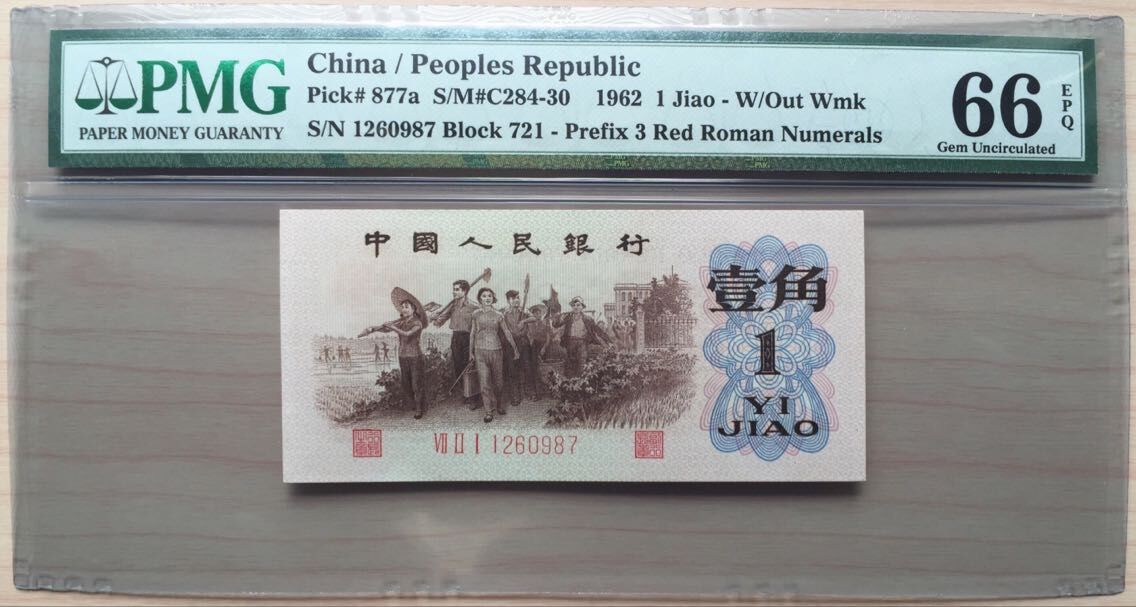 PMG
PAPER MONEY GUARANTY
China / Peoples Republic
Pick# 877a S/M#C284-30 1962 1 Jiao - W/Out Wmk
S/N 1260987 Block 721 - Prefix 3 Red Roman Numerals
66
EPQ
Gem Uncirculated
中國人民銀行
壹角
1
YI
JIAO
VII II I 1260987